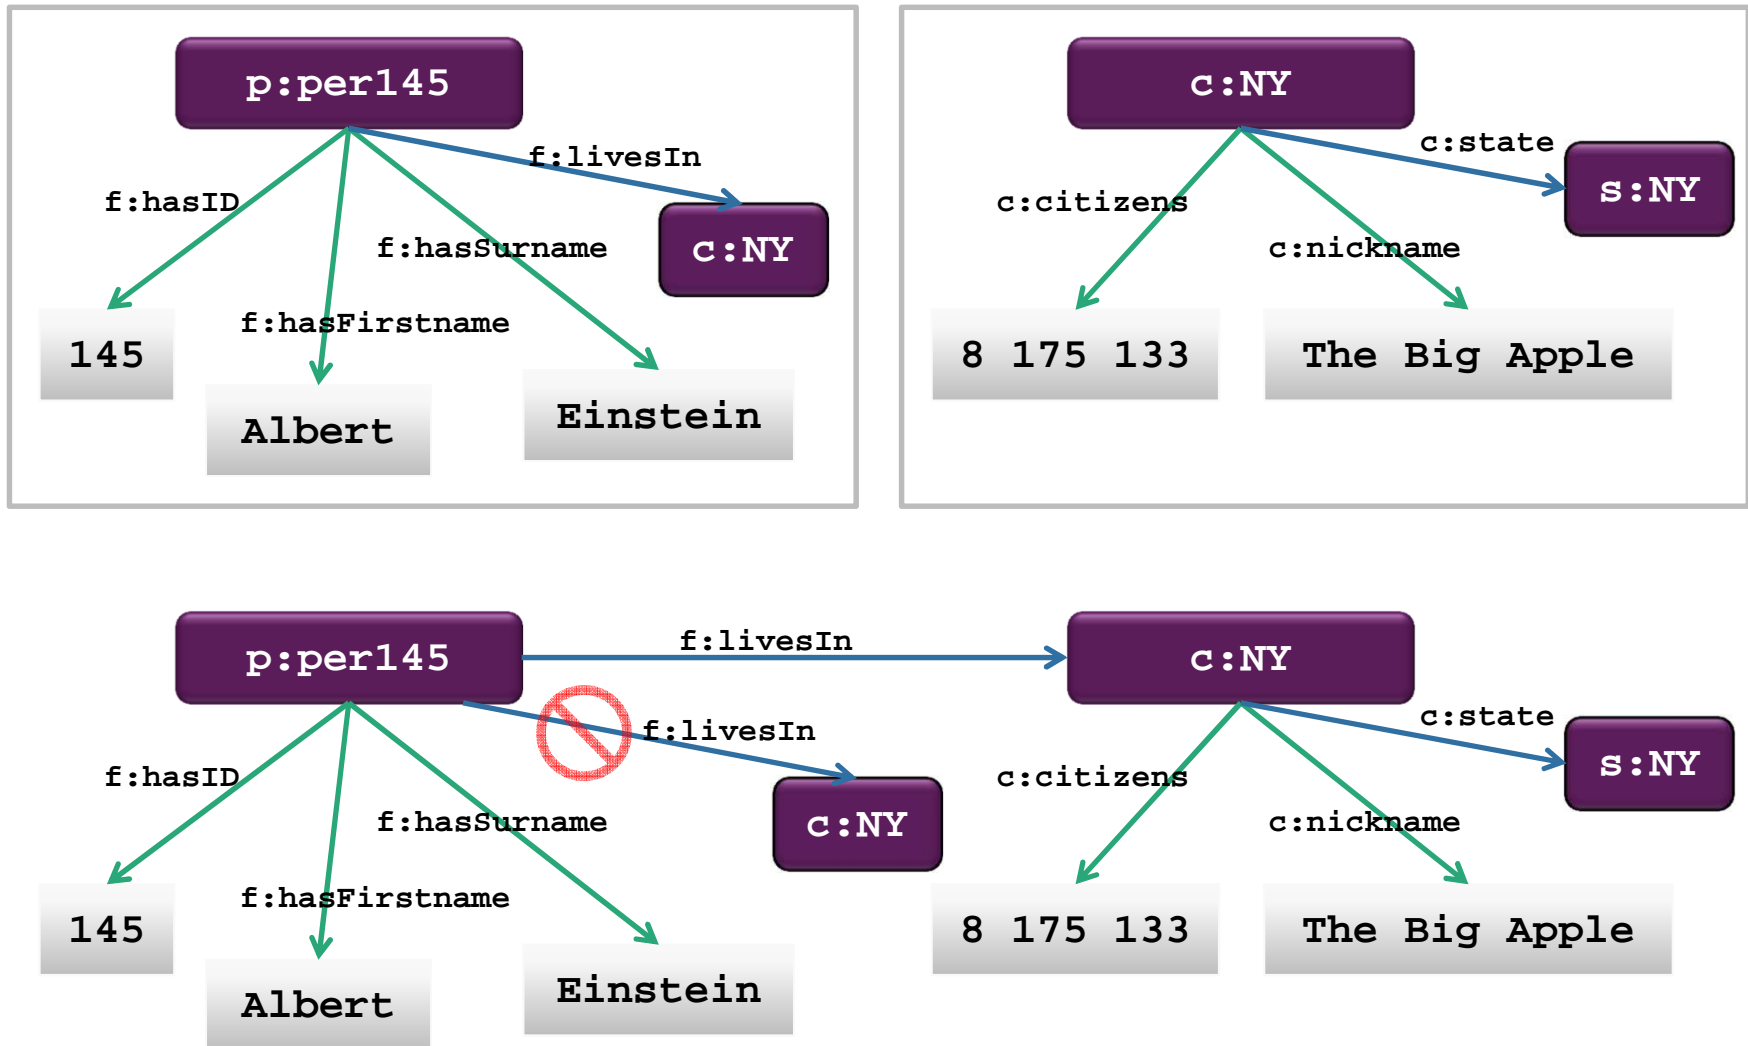 p:per145
f:livesIn
f:hasID
f:hasSurname
c:NY
f:hasFirstname
145
Albert
Einstein
c:NY
c:state
s:NY
c:citizens
c:nickname
8 175 133
The Big Apple
p:per145
f:livesIn
c:NY
f:livesIn
f:hasID
f:hasSurname
c:NY
f:hasFirstname
145
Albert
Einstein
c:state
s:NY
c:citizens
c:nickname
8 175 133
The Big Apple